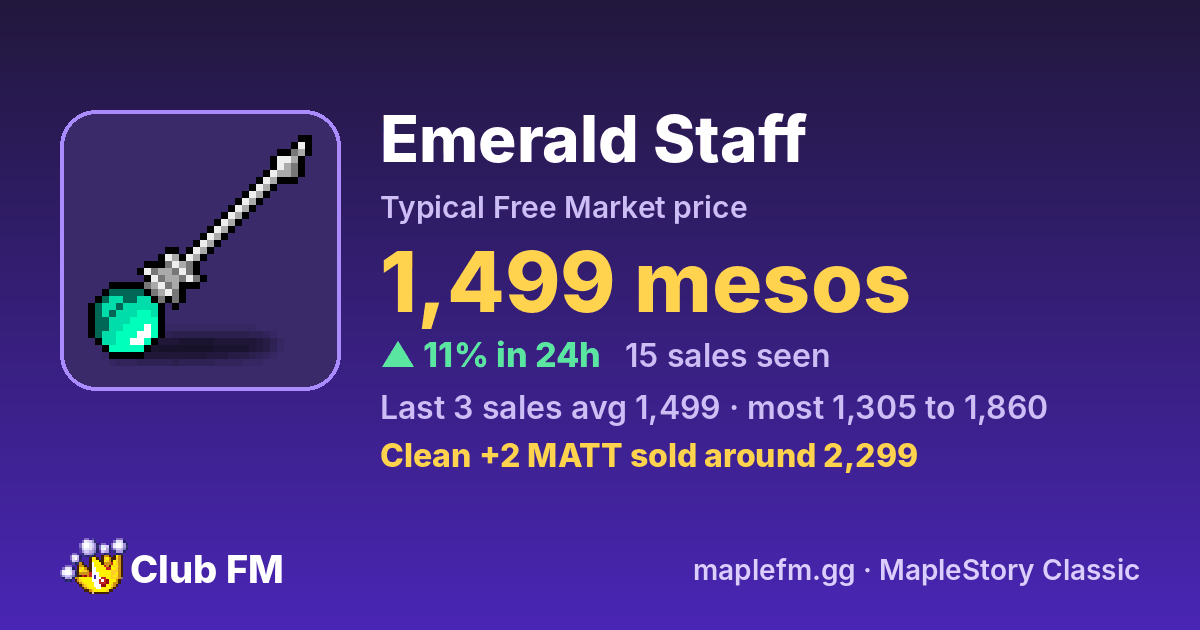 Emerald Staff
Typical Free Market price
1,499 mesos
▲ 11% in 24h 15 sales seen
Last 3 sales avg 1,499 · most 1,305 to 1,860
Clean +2 MATT sold around 2,299
Club FM
maplefm.gg · MapleStory Classic